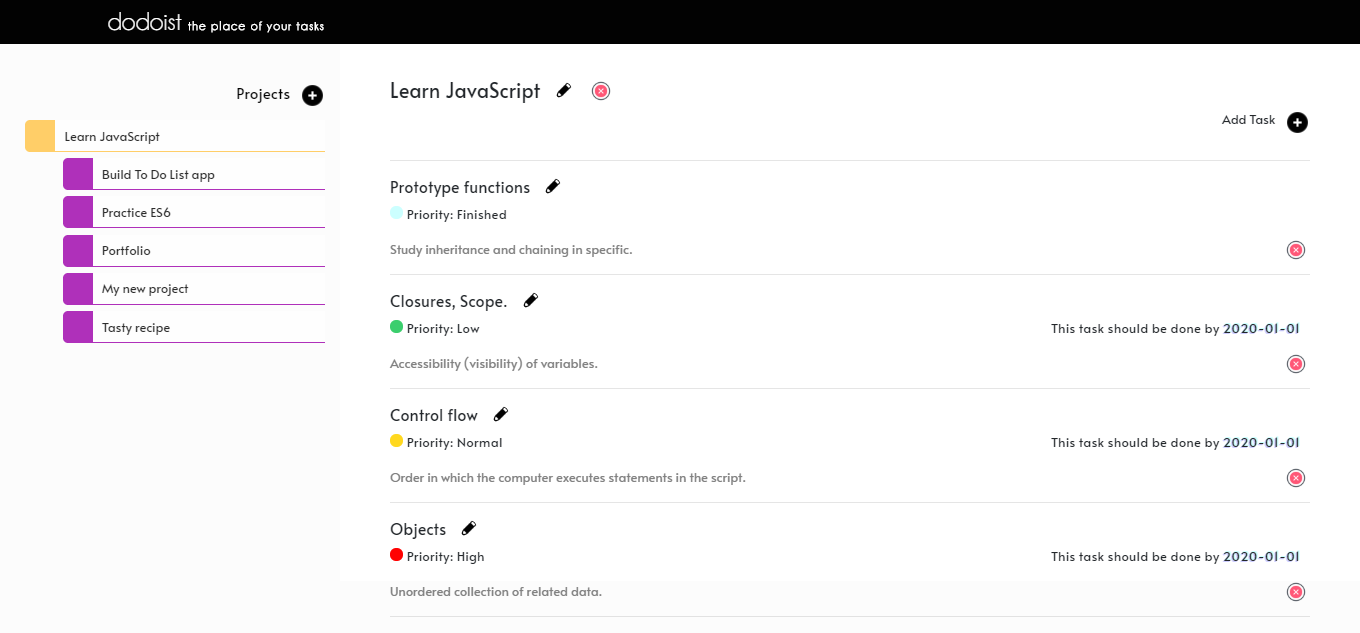 dodoist the place of your tasks
Projects
Learn JavaScript
Build To Do List app
Practice ES6
Portfolio
My new project
Tasty recipe
Learn JavaScript
Add Task
Prototype functions
Priority: Finished
Study inheritance and chaining in specific.
Closures, Scope.
Priority: Low
This task should be done by 2020-01-01
Accessibility (visibility) of variables.
Control flow
Priority: Normal
This task should be done by 2020-01-01
Order in which the computer executes statements in the script.
Objects
Priority: High
This task should be done by 2020-01-01
Unordered collection of related data.